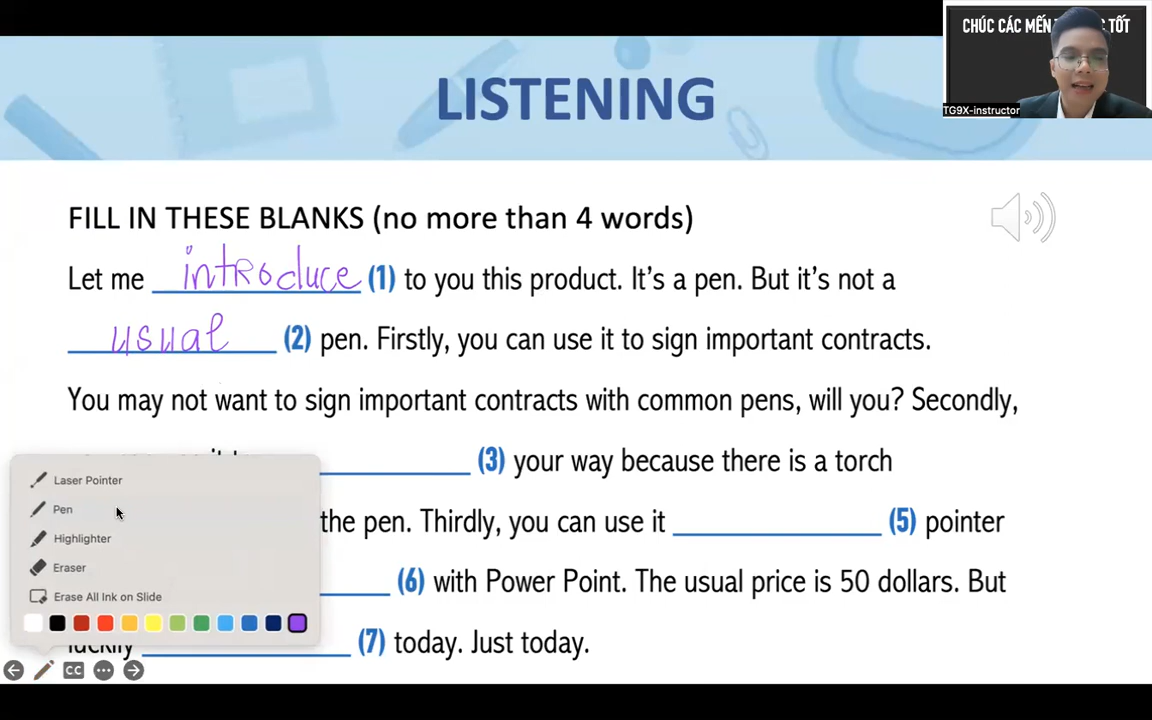 CHÚC CÁC MẾN TỐT
TG9X-instructor
LISTENING
FILL IN THESE BLANKS (no more than 4 words)
Let me introduce (1) to you this product. It's a pen. But it's not a
usual (2) pen. Firstly, you can use it to sign important contracts.
You may not want to sign important contracts with common pens, will you? Secondly,
(3) your way because there is a torch
the pen. Thirdly, you can use it (5) pointer
(6) with Power Point. The usual price is 50 dollars. But
luckily (7) today. Just today.
Laser Pointer
Pen
Highlighter
Eraser
Erase All Ink on Slide
CC